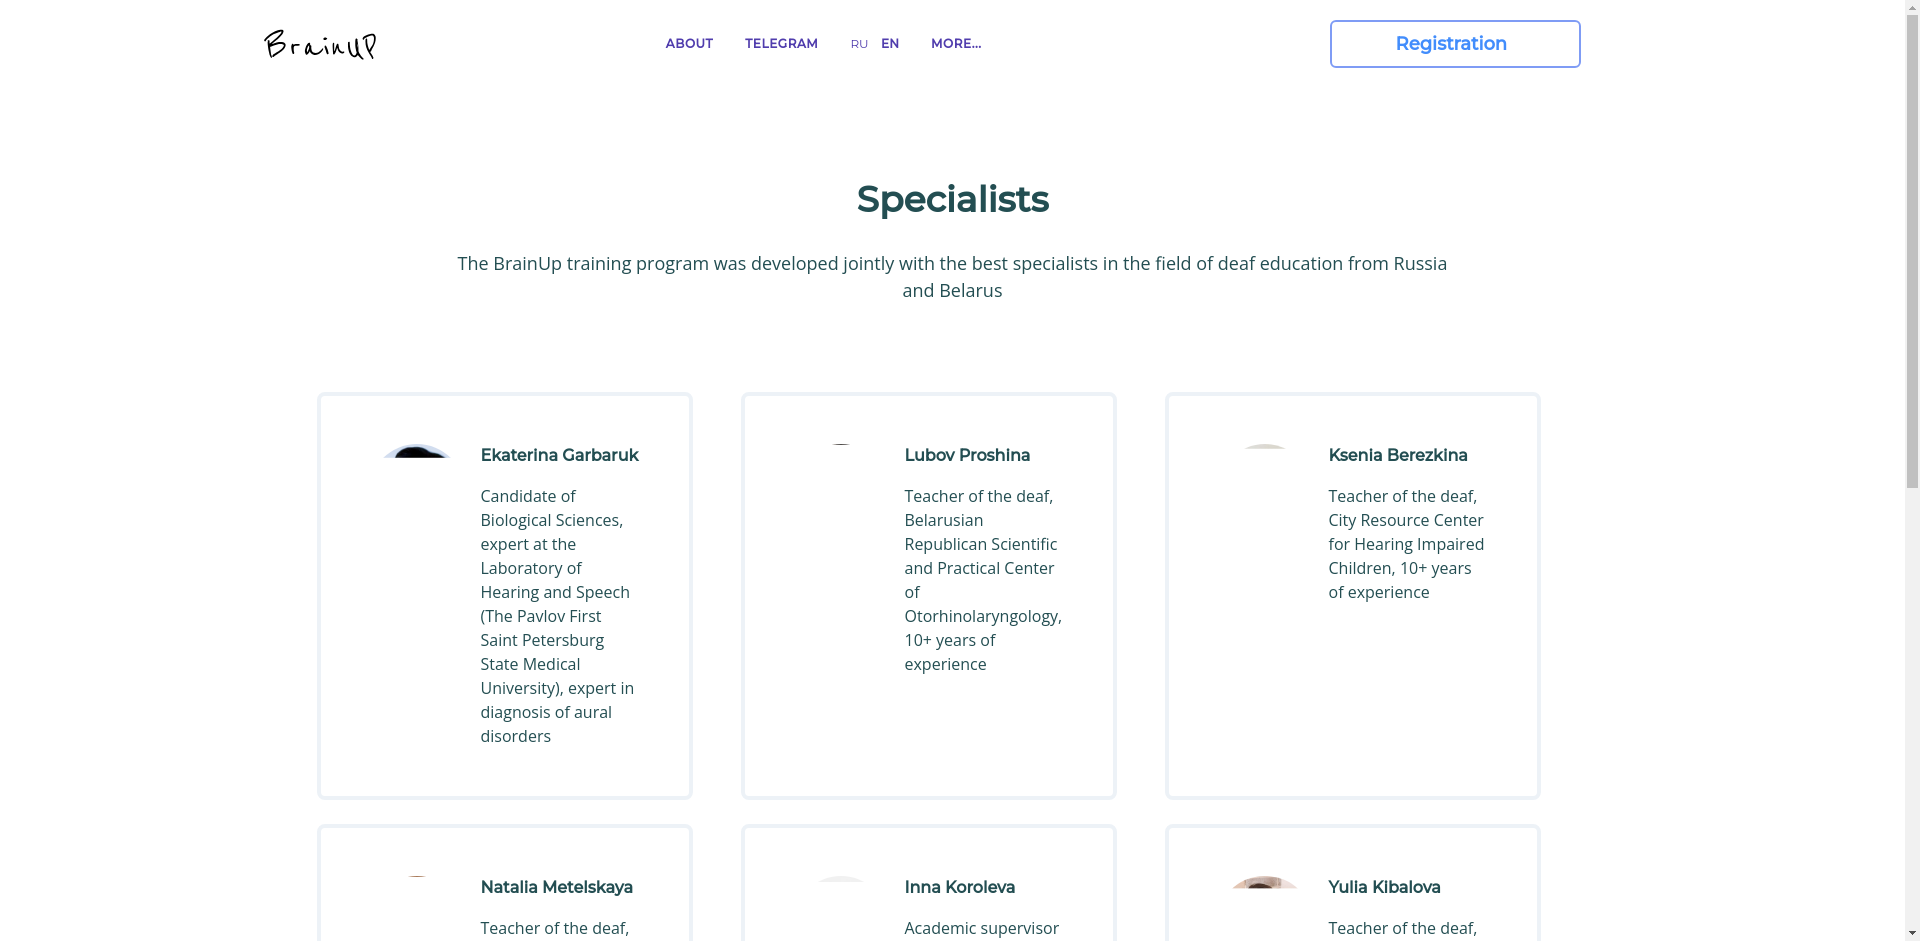 BrainUP
ABOUT
TELEGRAM
RU
EN
MORE...
Registration
Specialists
The BrainUp training program was developed jointly with the best specialists in the field of deaf education from Russia
and Belarus
Ekaterina Garbaruk
Candidate of
Biological Sciences,
expert at the
Laboratory of
Hearing and Speech
(The Pavlov First
Saint Petersburg
State Medical
University), expert in
diagnosis of aural
disorders
Lubov Proshina
Teacher of the deaf,
Belarusian
Republican Scientific
and Practical Center
of
Otorhinolaryngology,
10+ years of
experience
Ksenia Berezkina
Teacher of the deaf,
City Resource Center
for Hearing Impaired
Children, 10+ years
of experience
Natalia Metelskaya
Teacher of the deaf,
Inna Koroleva
Academic supervisor
Yulia Kibalova
Teacher of the deaf,